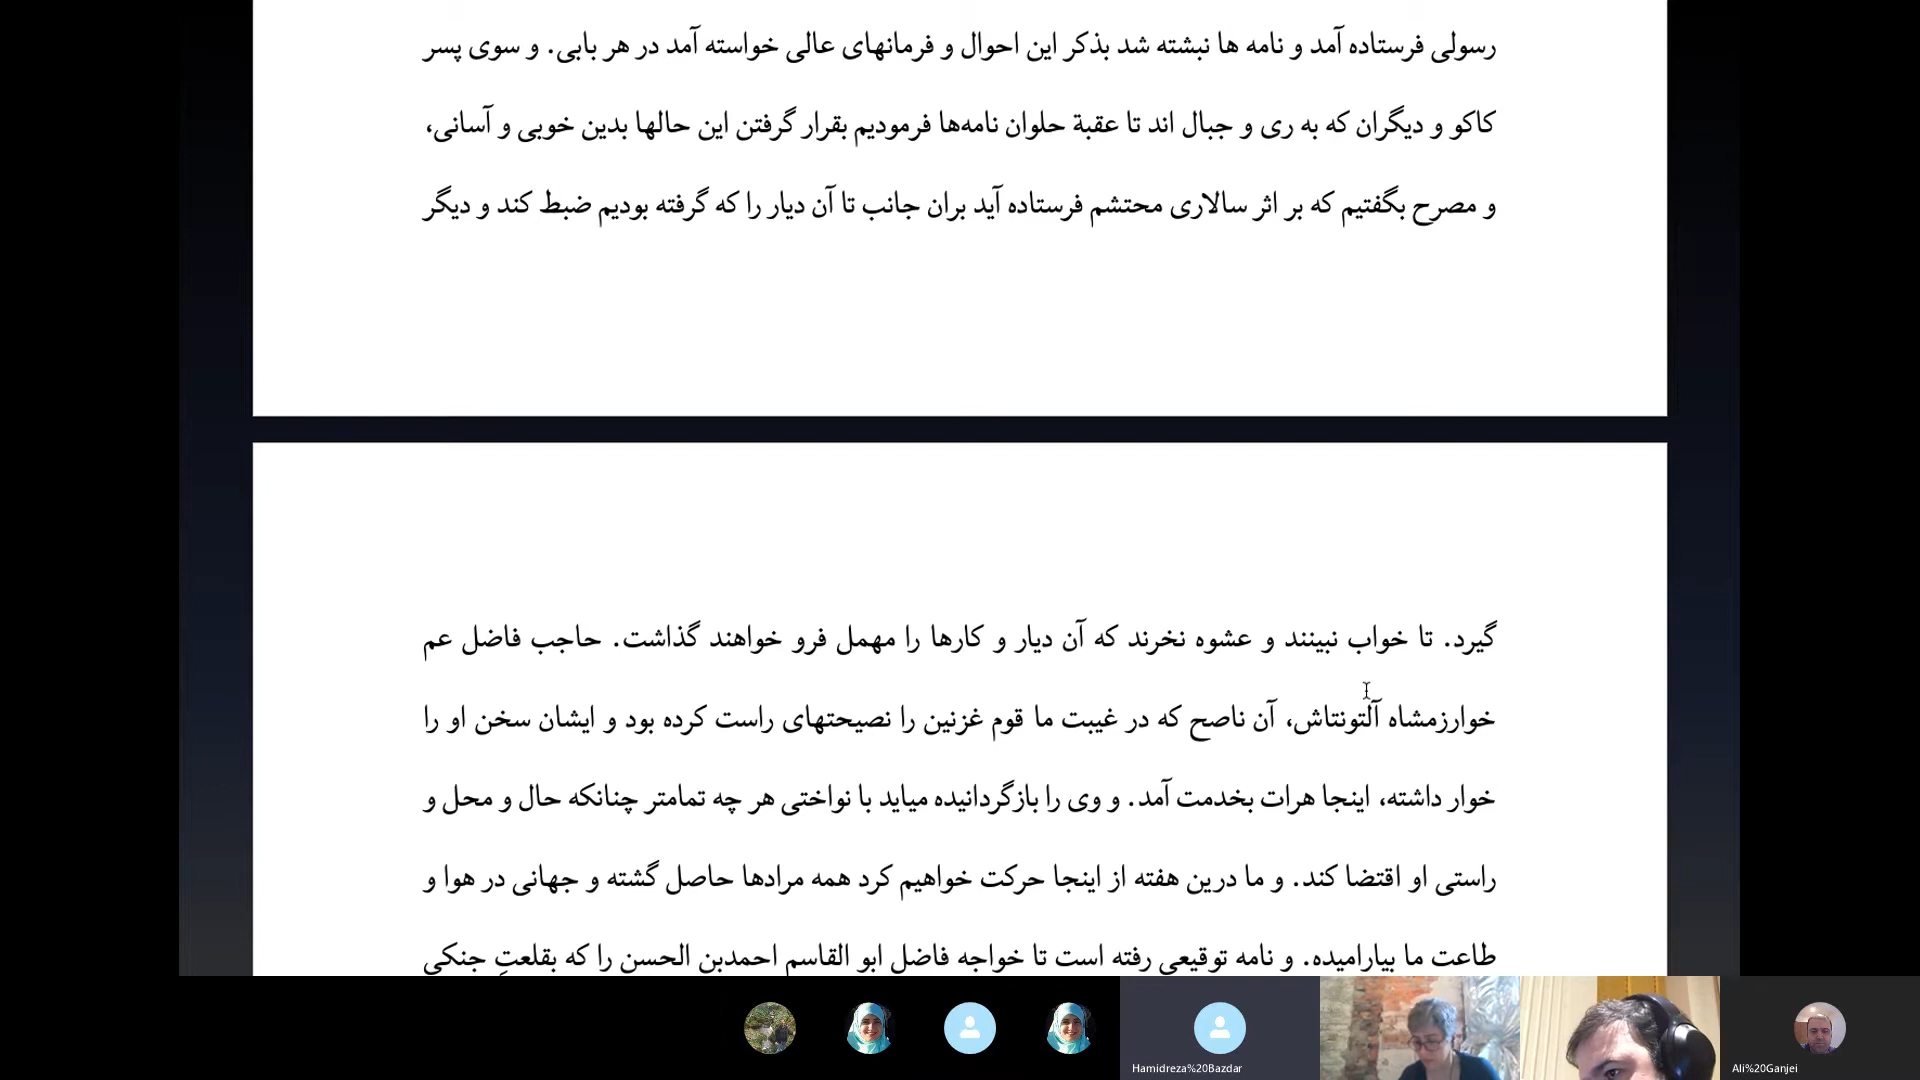 رسولی فرستاده آمد و نامه ها نبشته شد بذکر این احوال و فرمانهای عالی خواسته آمد در هر بابی. و سوی پسر
کاکو و دیگران که به ری و جبال اند تا عقبة حلوان نامه‌ها فرمودیم بقرار گرفتن این حالها بدین خوبی و آسانی،
و مصرح بگفتیم که بر اثر سالاری محتشم فرستاده آید بران جانب تا آن دیار را که گرفته بودیم ضبط کند و دیگر
گیرد. تا خواب نبینند و عشوه نخرند که آن دیار و کارها را مهمل فرو خواهند گذاشت. حاجب فاضل عم
خوارزمشاه آلتونتاش، آن ناصح که در غیبت ما قوم غزنین را نصیحتهای راست کرده بود و ایشان سخن او را
خوار داشته، اینجا هرات بخدمت آمد. و وی را بازگردانیده میاید با نواختی هر چه تمامتر چنانکه حال و محل و
راستی او اقتضا کند. و ما درین هفته از اینجا حرکت خواهیم کرد همه مرادها حاصل گشته و جهانی در هوا و
طاعت ما بیارامیده. و نامه توقیعی رفته است تا خواجه فاضل ابو القاسم احمدبن الحسن را که بقلعتِ جنکی
Hamidreza%20Bazdar
Ali%20Ganjei